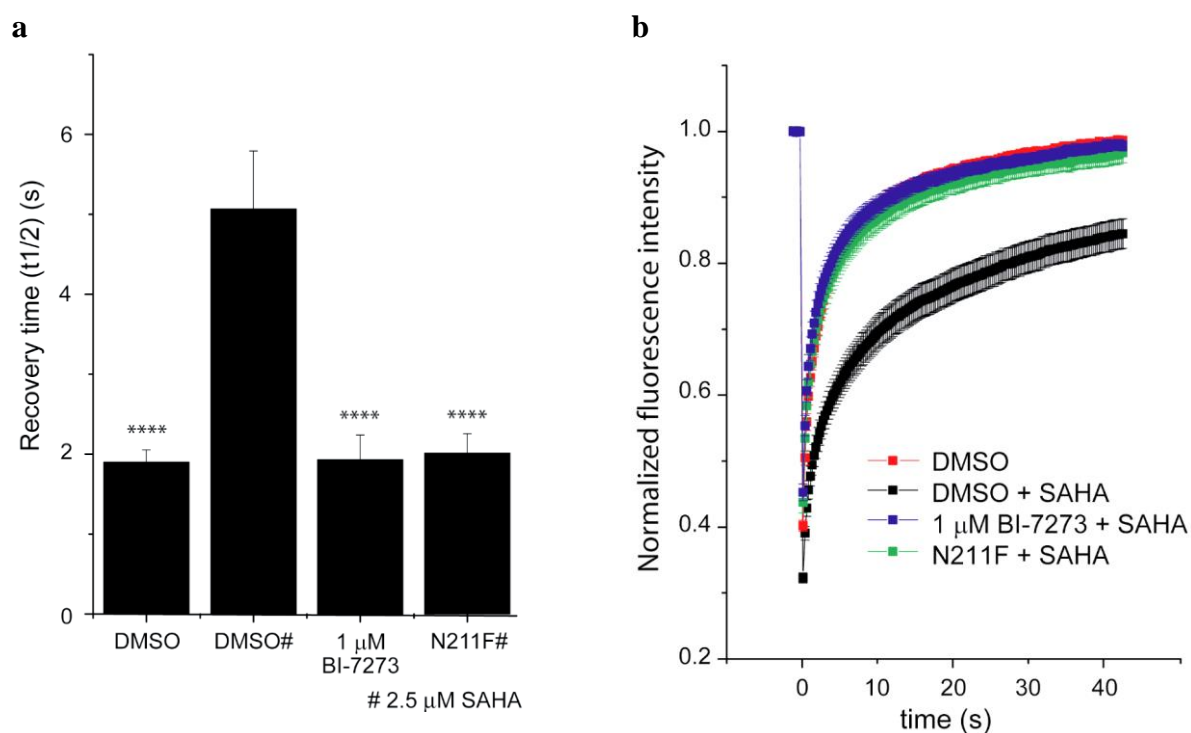 a
Recovery time (t1/2) (s)
6
4
2
0
****
****
****
DMSO
DMSO#
1 μM
BI-7273
N211F#
# 2.5 μM SAHA
b
Normalized fluorescence intensity
1.0
0.8
0.6
0.4
0.2
DMSO
DMSO + SAHA
1 μM BI-7273 + SAHA
N211F + SAHA
0
10
20
30
40
time (s)